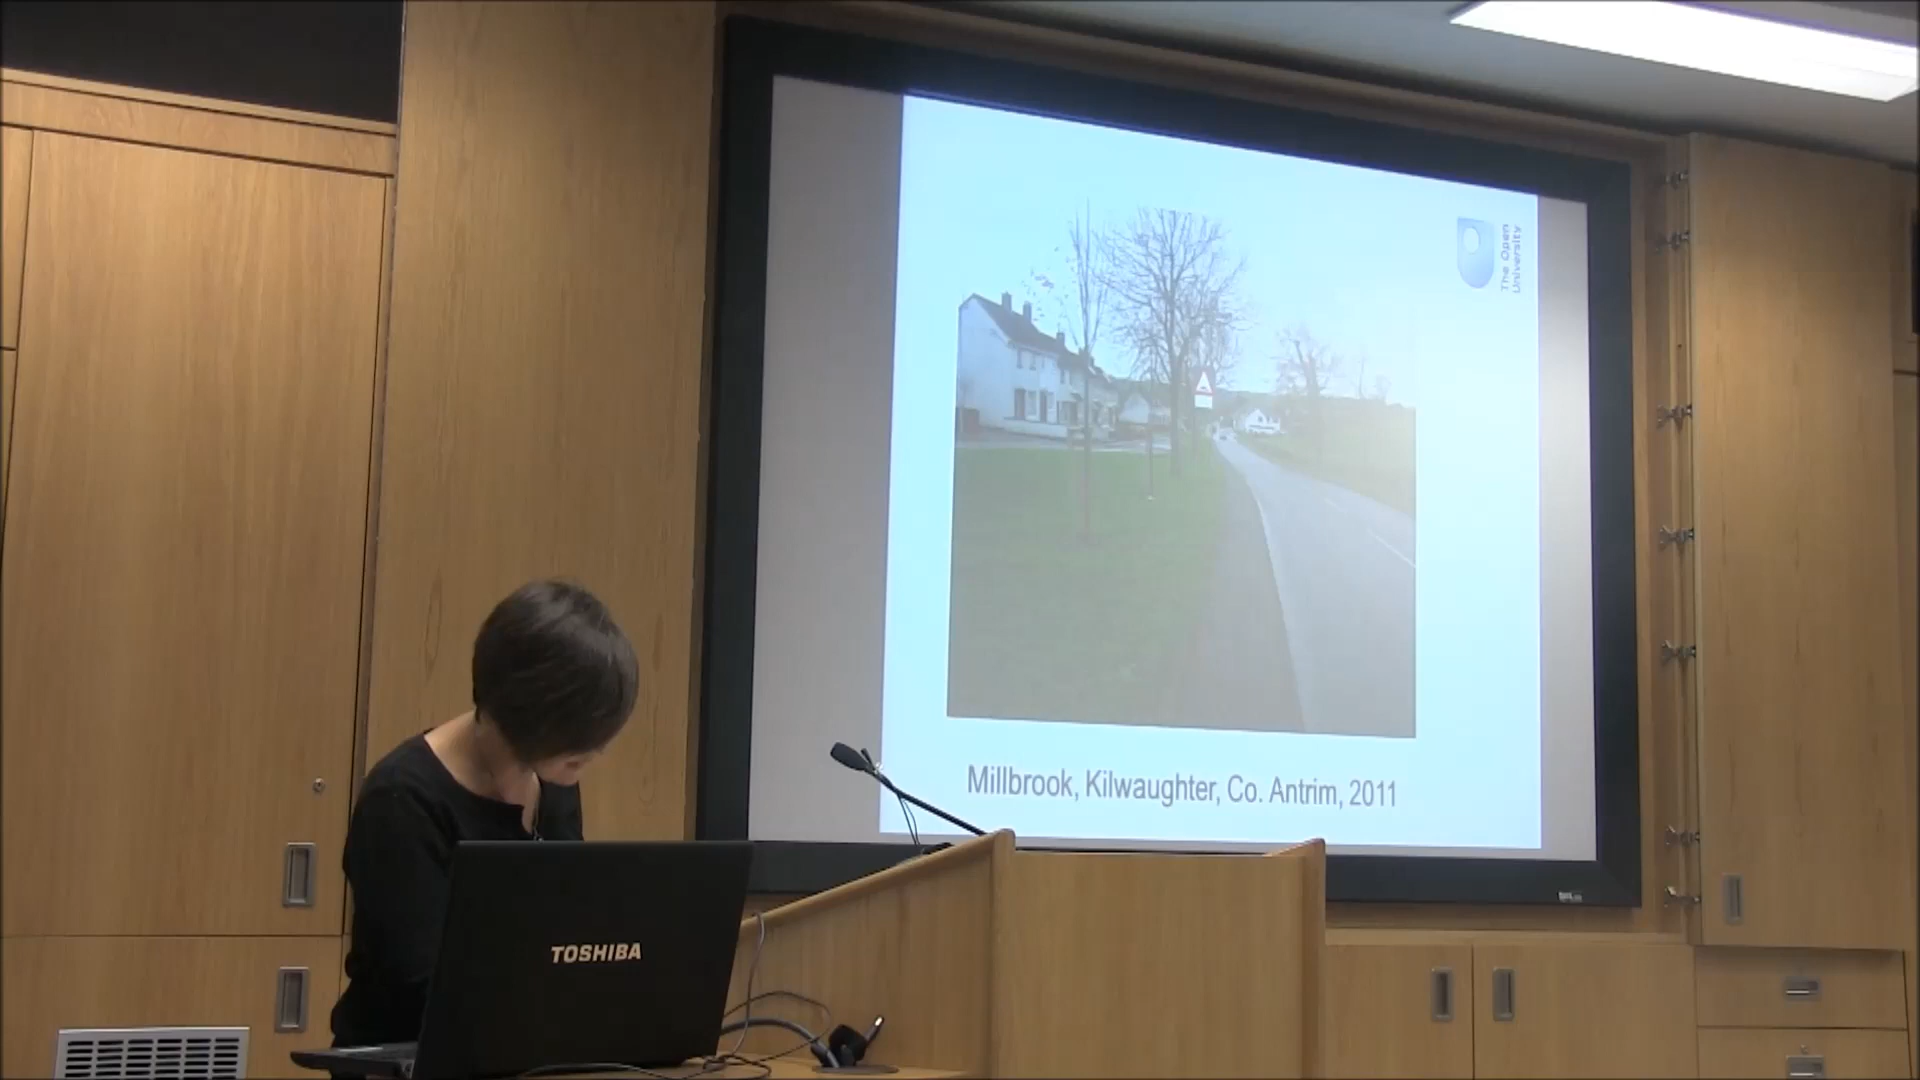 The Open
University
Millbrook, Kilwaughter, Co. Antrim, 2011
TOSHIBA